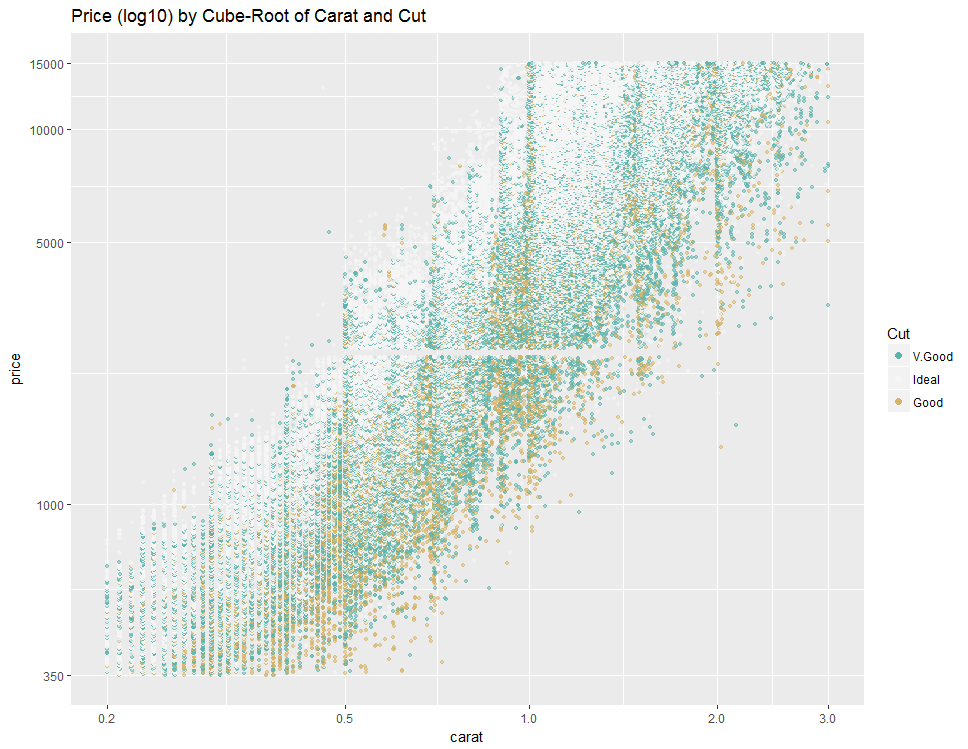 Price (log10) by Cube-Root of Carat and Cut
15000
10000
5000
1000
350
price
0.2
0.5
1.0
2.0
3.0
carat
Cut
V.Good
Ideal
Good